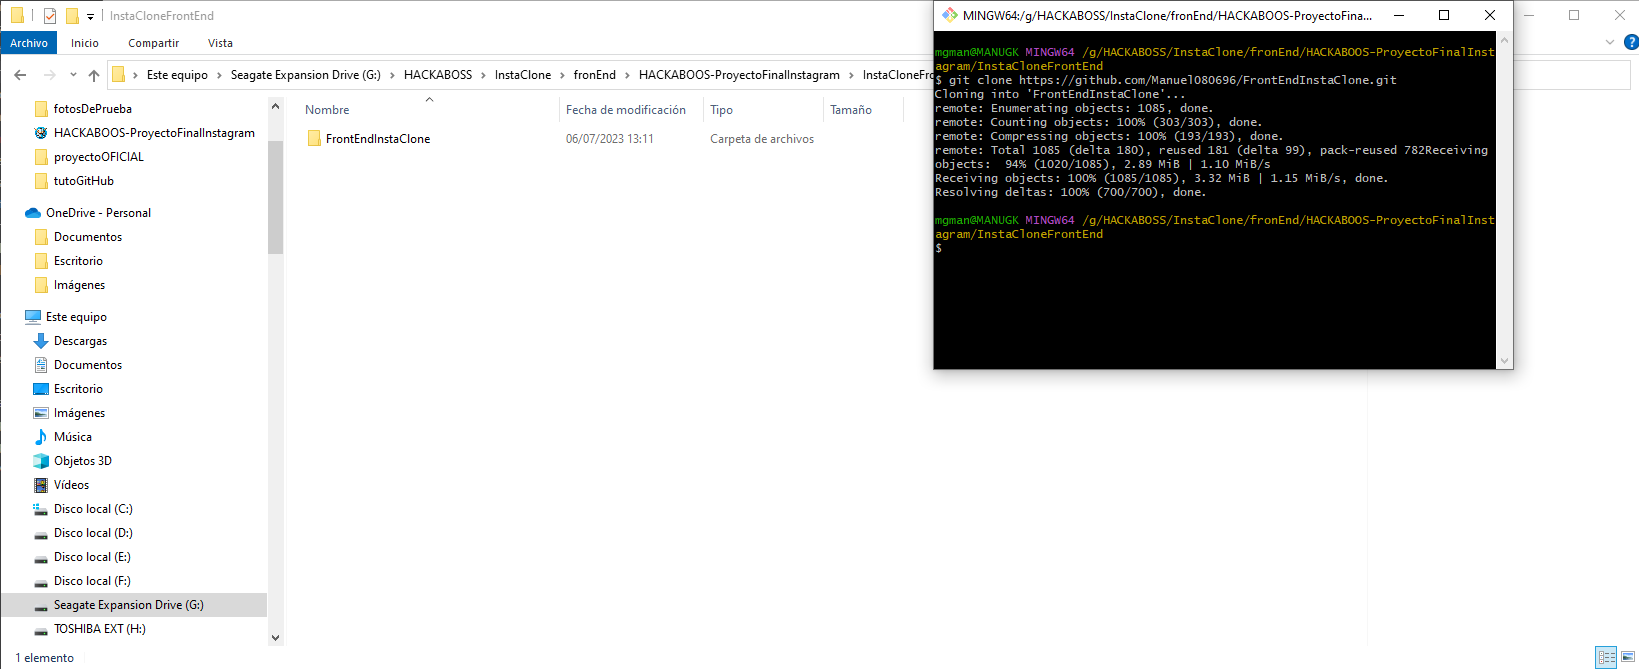 InstaCloneFrontEnd
Archivo Inicio Compartir Vista
Este equipo > Seagate Expansion Drive (G:) > HACKABOSS > InstaClone > fronEnd > HACKABOOS-ProyectoFinalInstagram > InstaCloneFr
fotosDePrueba
HACKABOOS-ProyectoFinalInstagram
proyectoOFICIAL
tutoGitHub
OneDrive - Personal
Documentos
Escritorio
Imágenes
Este equipo
Descargas
Documentos
Escritorio
Imágenes
Música
Objetos 3D
Vídeos
Disco local (C:)
Disco local (D:)
Disco local (E:)
Disco local (F:)
Seagate Expansion Drive (G:)
TOSHIBA EXT (H:)
1 elemento
Nombre Fecha de modificación Tipo Tamaño
FrontEndInstaClone 06/07/2023 13:11 Carpeta de archivos
MINGW64:/g/HACKABOSS/InstaClone/fronEnd/HACKABOOS-ProyectoFina...
mgman@MANUGK MINGW64 /g/HACKABOSS/InstaClone/fronEnd/HACKABOOS-ProyectoFinalInst
agram/InstaCloneFrontEnd
$ git clone https://github.com/Manuel080696/FrontEndInstaClone.git
Cloning into 'FrontEndInstaClone'...
remote: Enumerating objects: 1085, done.
remote: Counting objects: 100% (303/303), done.
remote: Compressing objects: 100% (193/193), done.
remote: Total 1085 (delta 180), reused 181 (delta 99), pack-reused 782Receiving
objects:  94% (1020/1085), 2.89 MiB | 1.10 MiB/s
Receiving objects: 100% (1085/1085), 3.32 MiB | 1.15 MiB/s, done.
Resolving deltas: 100% (700/700), done.
mgman@MANUGK MINGW64 /g/HACKABOSS/InstaClone/fronEnd/HACKABOOS-ProyectoFinalInst
agram/InstaCloneFrontEnd
$